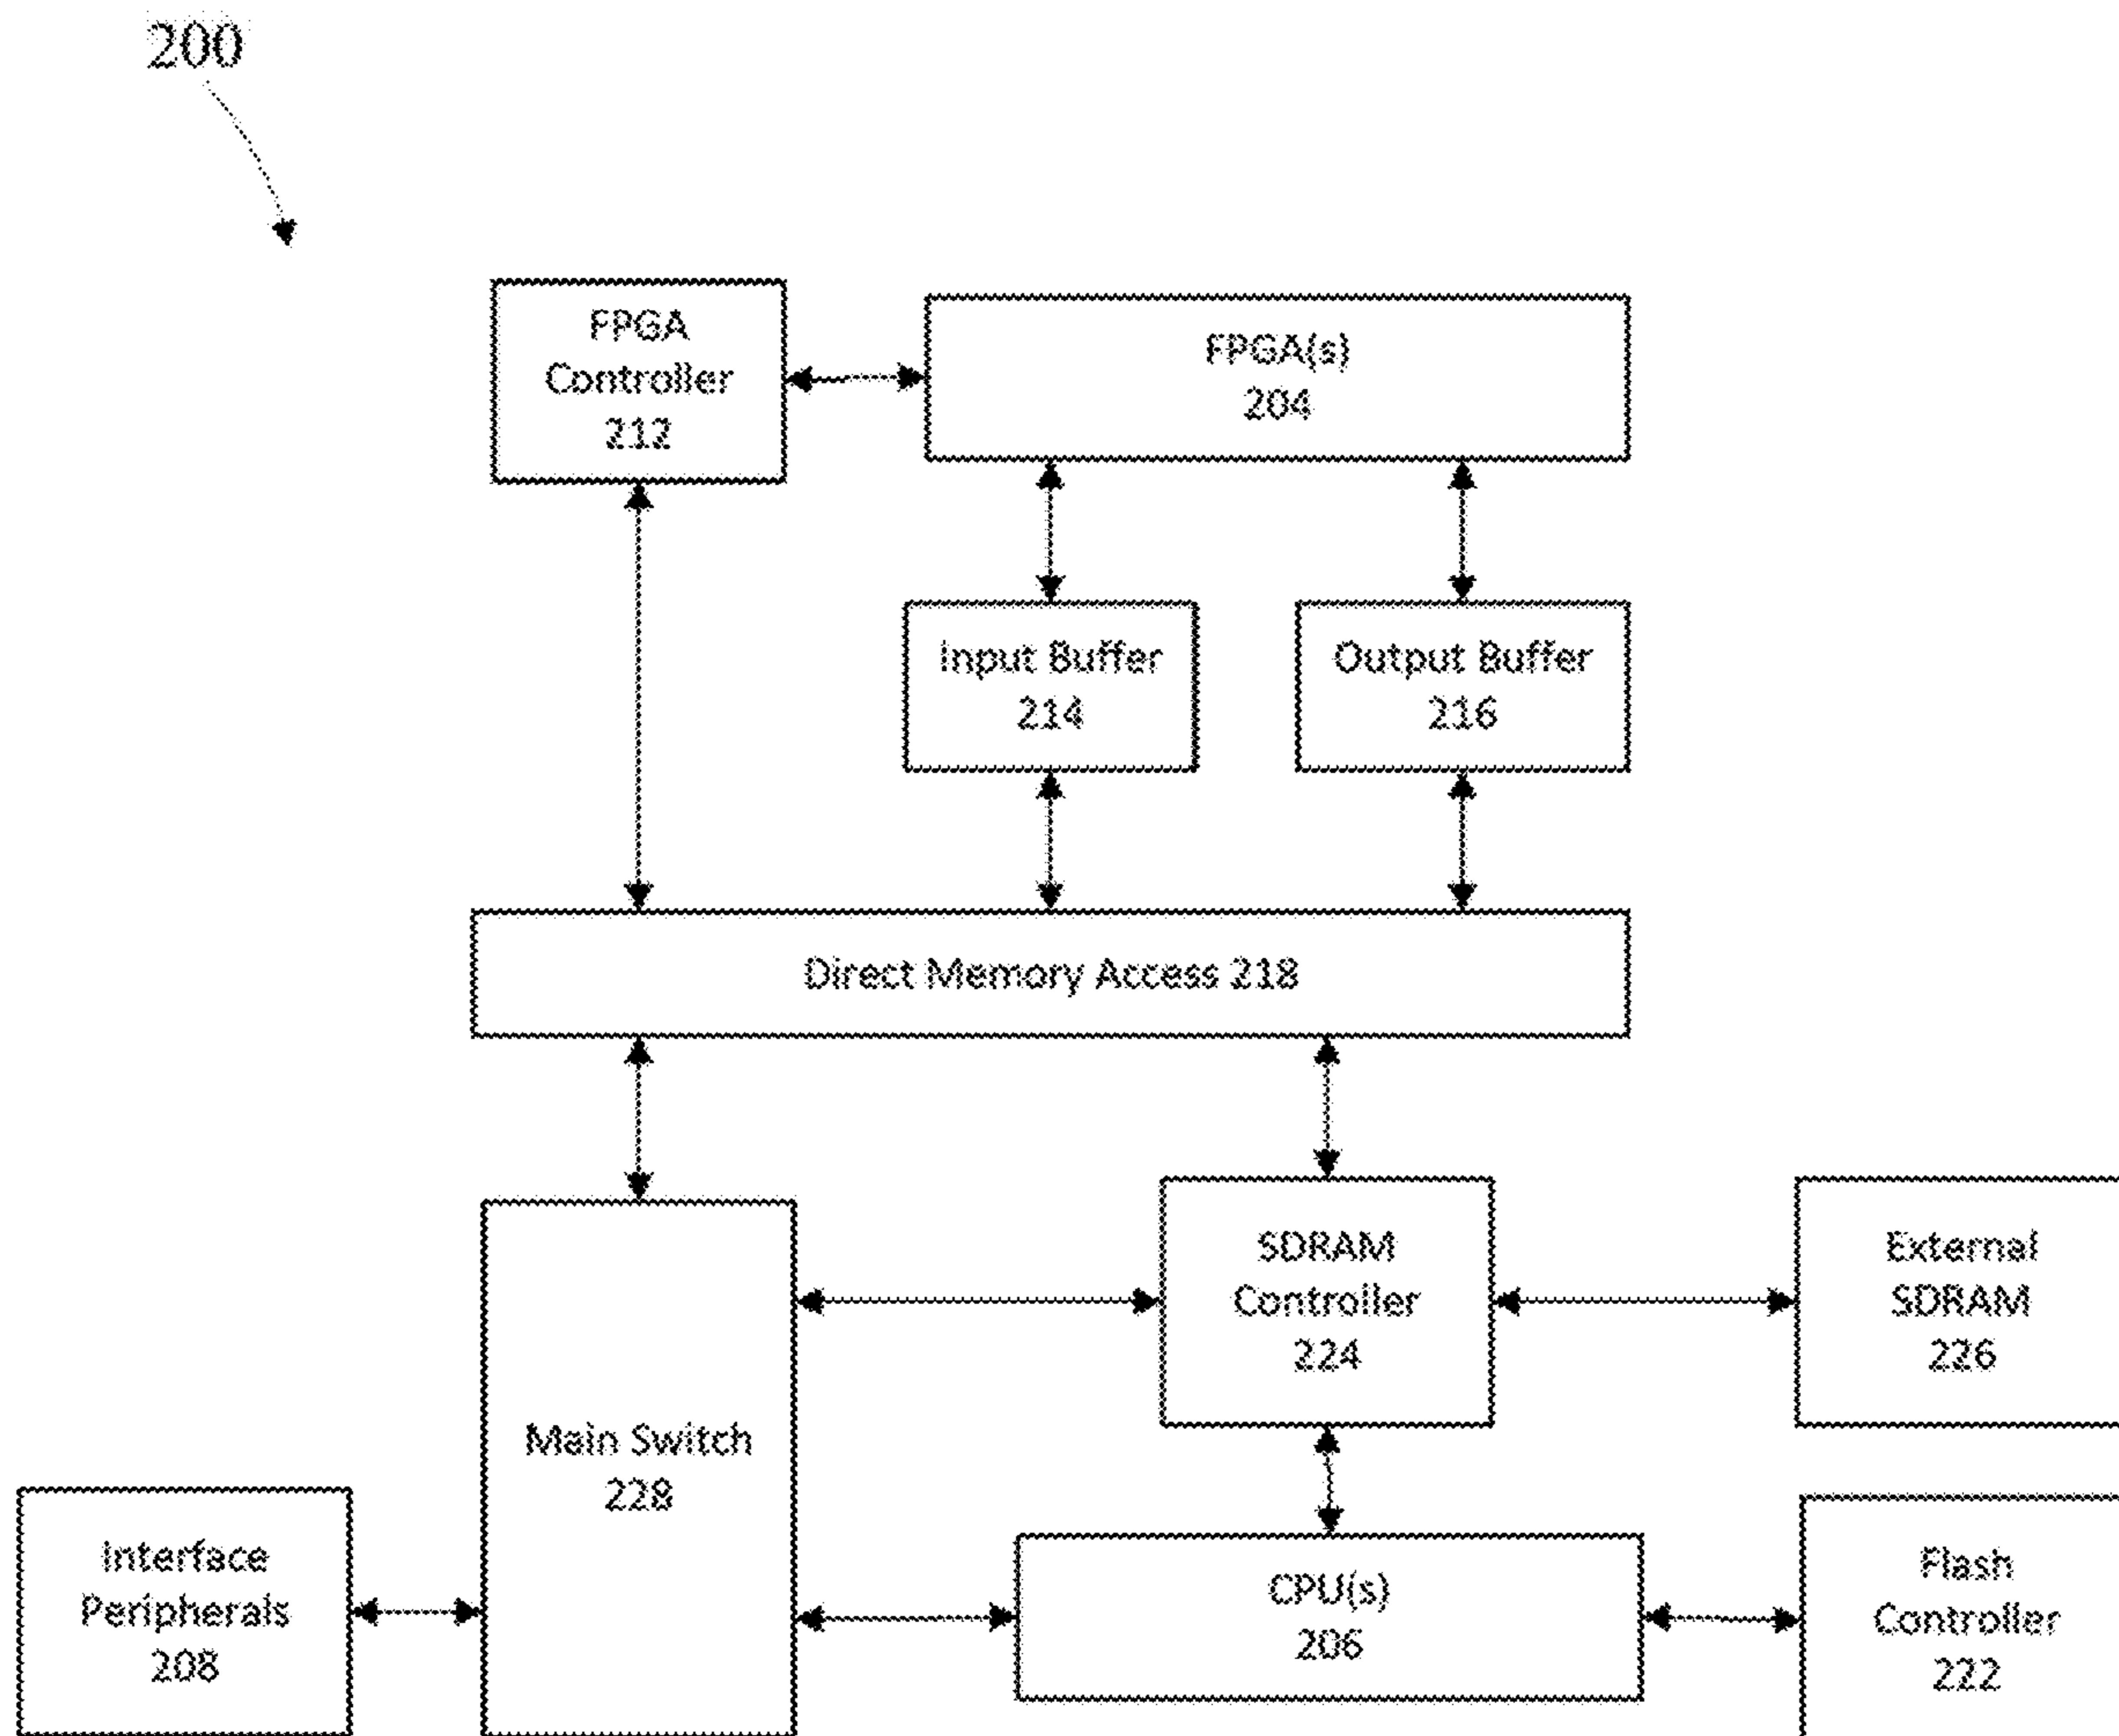 200
FPGA
Controller
212
FPGA(s)
204
Input Buffer
214
Output Buffer
216
Direct Memory Access 218
Main Switch
228
SDRAM
Controller
224
External
SDRAM
226
Interface
Peripherals
208
CPU(s)
206
Flash
Controller
222